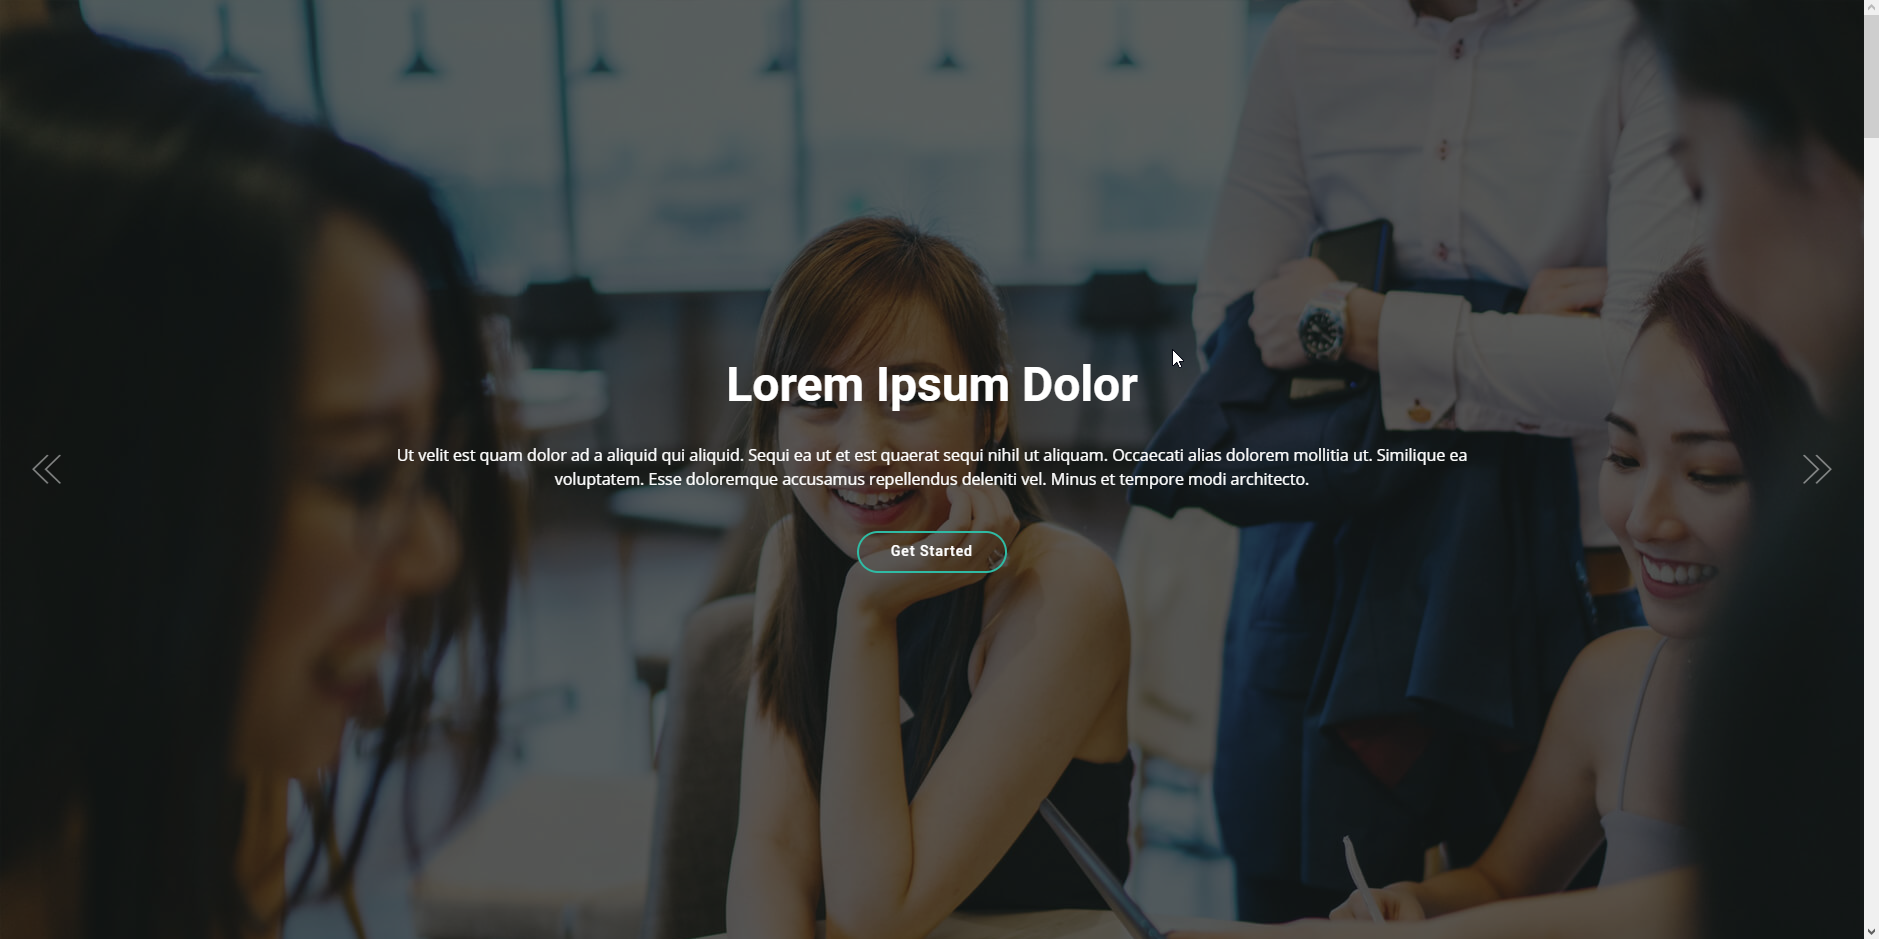 Lorem Ipsum Dolor
Ut velit est quam dolor ad a aliquid qui aliquid. Sequi ea ut et est quaerat sequi nihil ut aliquam. Occaecati alias dolorem mollitia ut. Similique ea
voluptatem. Esse doloremque accusamus repellendus deleniti vel. Minus et tempore modi architecto.
Get Started